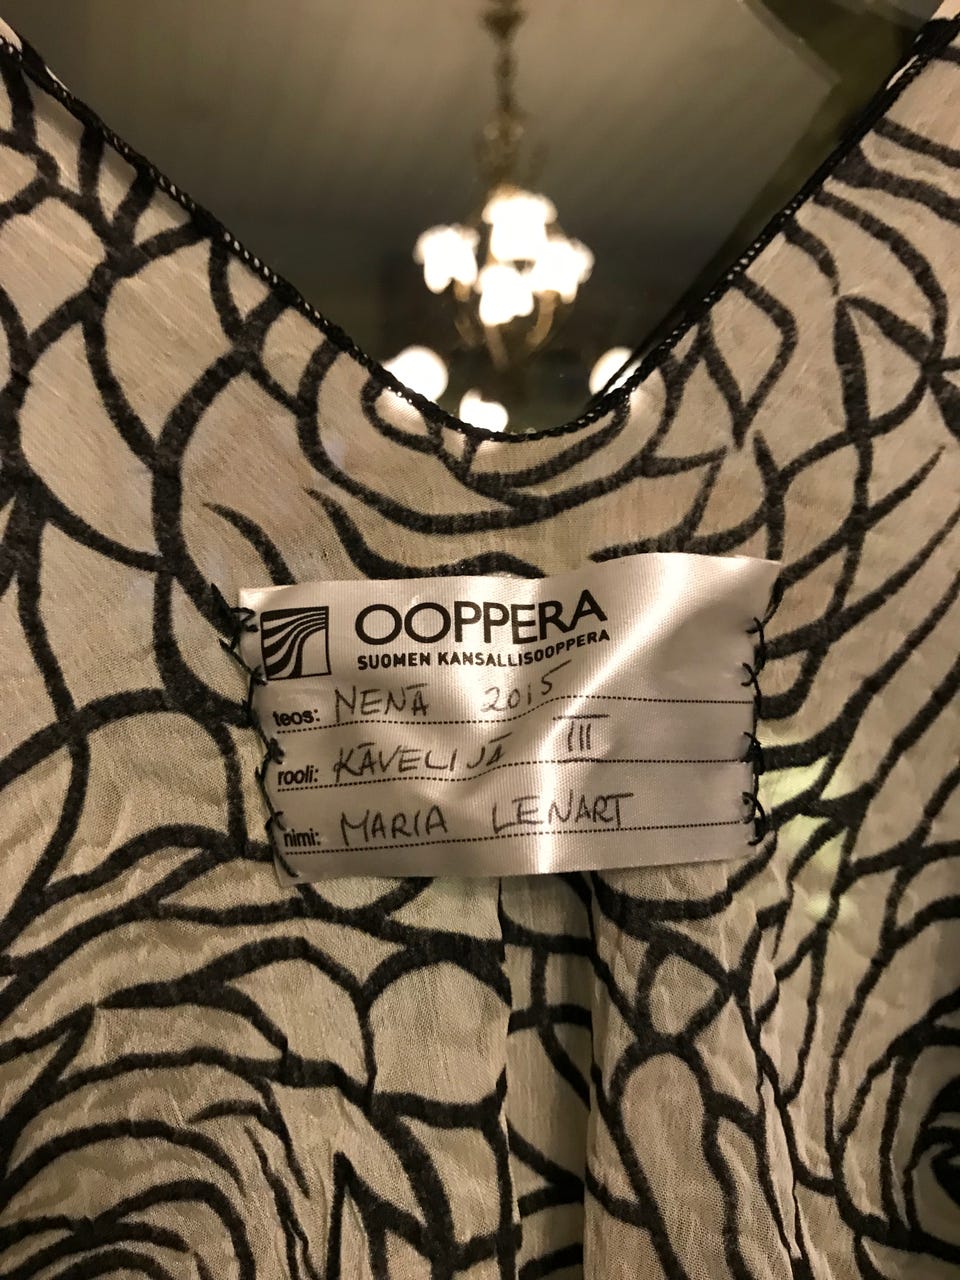 OOPPERA
SUOMEN KANSALLISOOPPERA
teos: NENÄ 2015
rooli: KÄVELIJÄ III
nimi: MARIA LENART